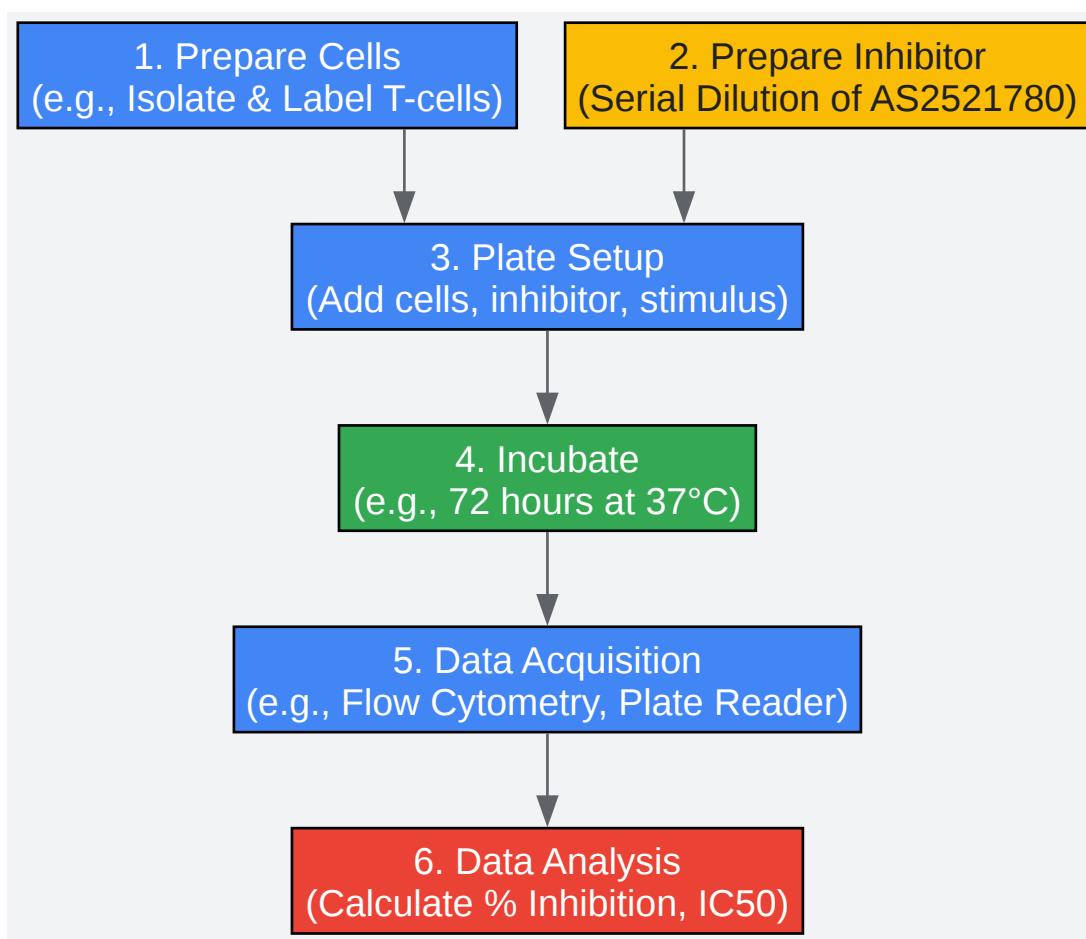 1. Prepare Cells
(e.g., Isolate & Label T-cells)
2. Prepare Inhibitor
(Serial Dilution of AS2521780)
3. Plate Setup
(Add cells, inhibitor, stimulus)
4. Incubate
(e.g., 72 hours at 37°C)
5. Data Acquisition
(e.g., Flow Cytometry, Plate Reader)
6. Data Analysis
(Calculate % Inhibition, IC50)